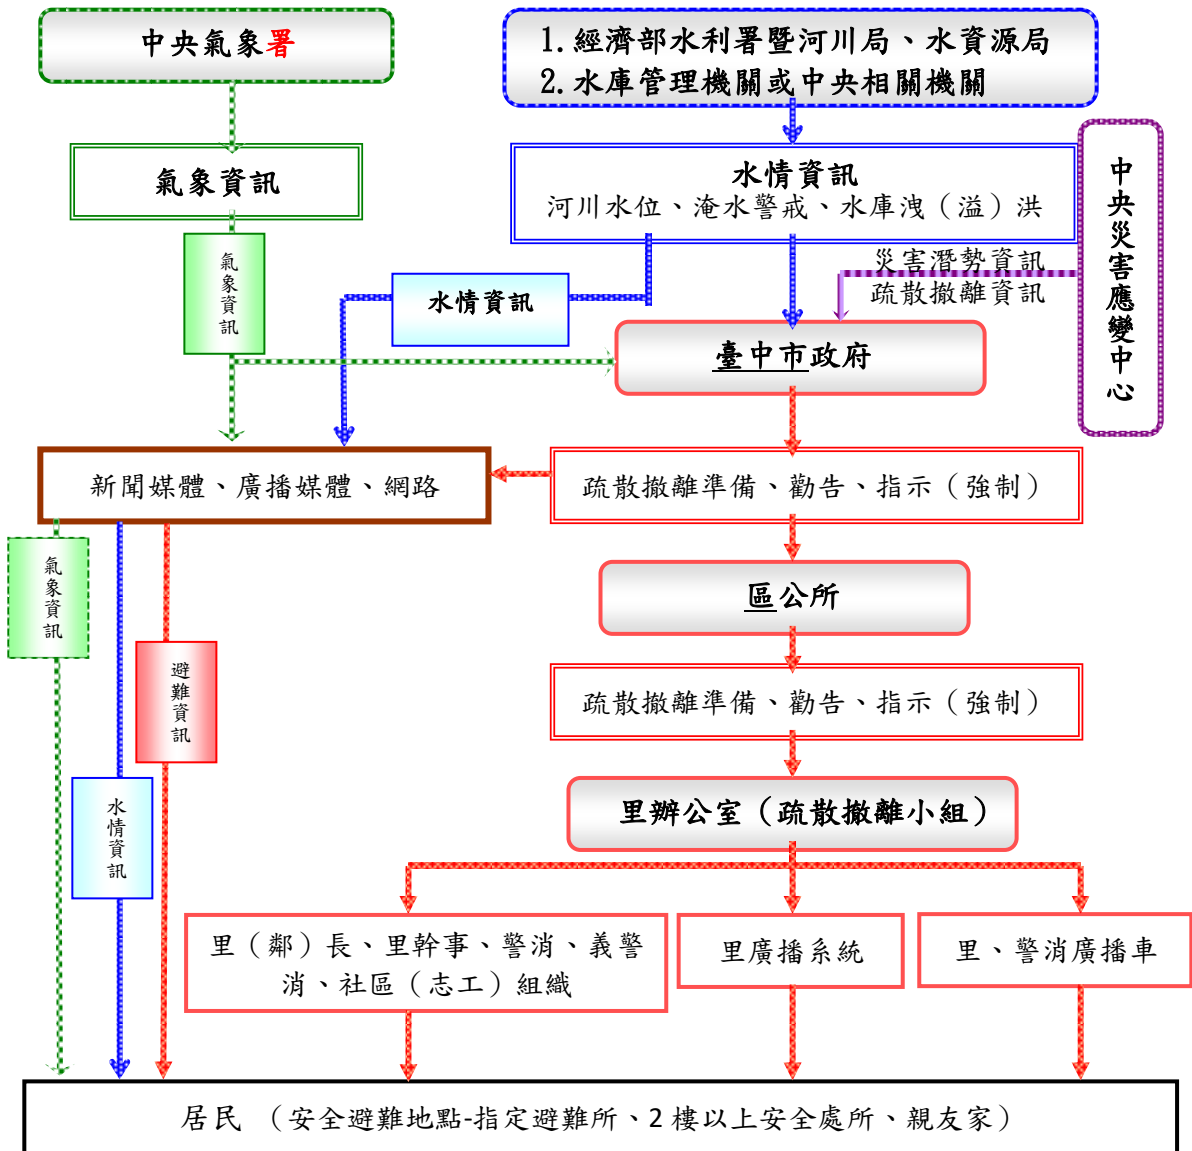 中央氣象署
1.經濟部水利署暨河川局、水資源局
2.水庫管理機關或中央相關機關
氣象資訊
水情資訊
河川水位、淹水警戒、水庫洩（溢）洪
中央災害應變中心
氣象資訊
水情資訊
災害潛勢資訊
疏散撤離資訊
臺中市政府
新聞媒體、廣播媒體、網路
疏散撤離準備、勸告、指示（強制）
氣象資訊
區公所
避難資訊
疏散撤離準備、勸告、指示（強制）
水情資訊
里辦公室（疏散撤離小組）
里（鄰）長、里幹事、警消、義警
消、社區（志工）組織
里廣播系統
里、警消廣播車
居民 （安全避難地點-指定避難所、2 樓以上安全處所、親友家）